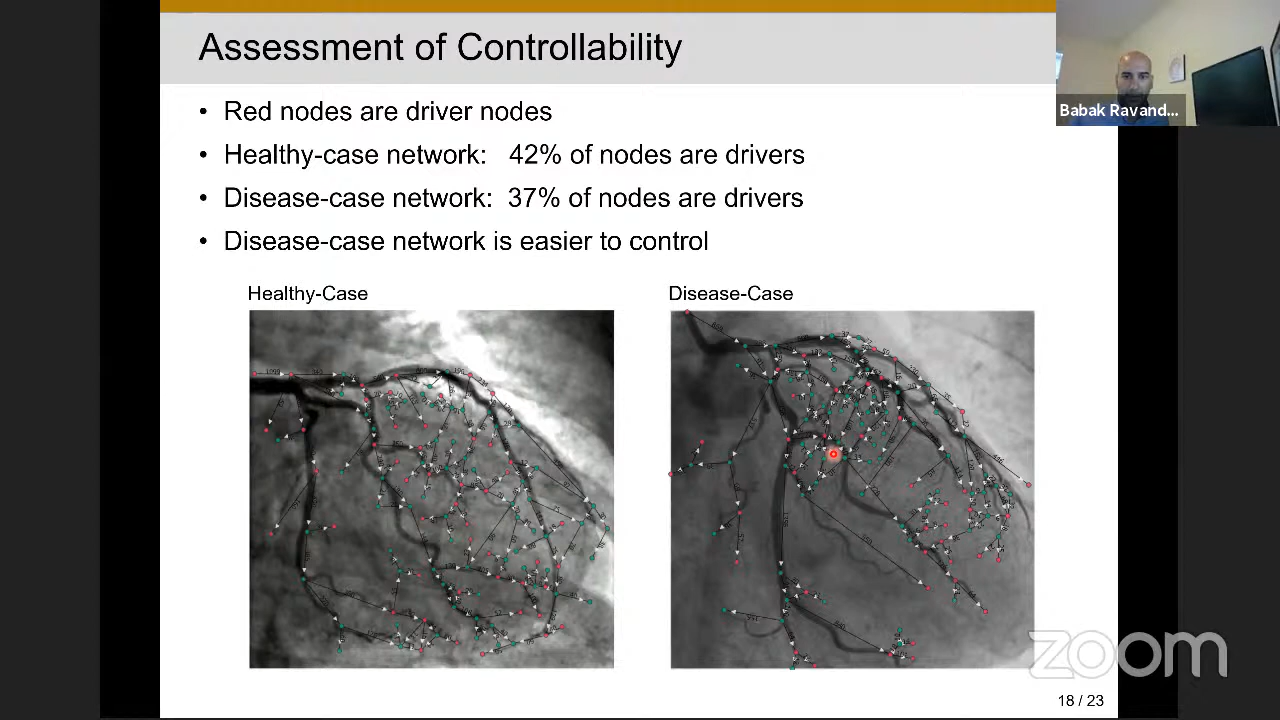 Assessment of Controllability
Babak Ravand...
• Red nodes are driver nodes
• Healthy-case network: 42% of nodes are drivers
• Disease-case network: 37% of nodes are drivers
• Disease-case network is easier to control
Healthy-Case
Disease-Case
zoom
18 / 23